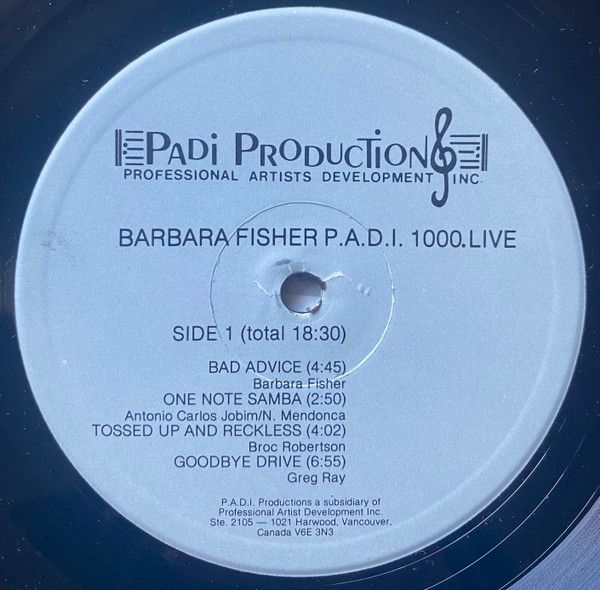 PADi PRODUCTIONS
PROFESSIONAL ARTISTS DEVELOPMENT INC.
BARBARA FISHER P.A.D.I. 1000.LIVE
SIDE 1 (total 18:30)
BAD ADVICE (4:45)
Barbara Fisher
ONE NOTE SAMBA (2:50)
Antonio Carlos Jobim/N. Mendonca
TOSSED UP AND RECKLESS (4:02)
Broc Robertson
GOODBYE DRIVE (6:55)
Greg Ray
P.A.D.I. Productions a subsidiary of
Professional Artist Development Inc.
Ste. 2105 — 1021 Harwood, Vancouver,
Canada V6E 3N3